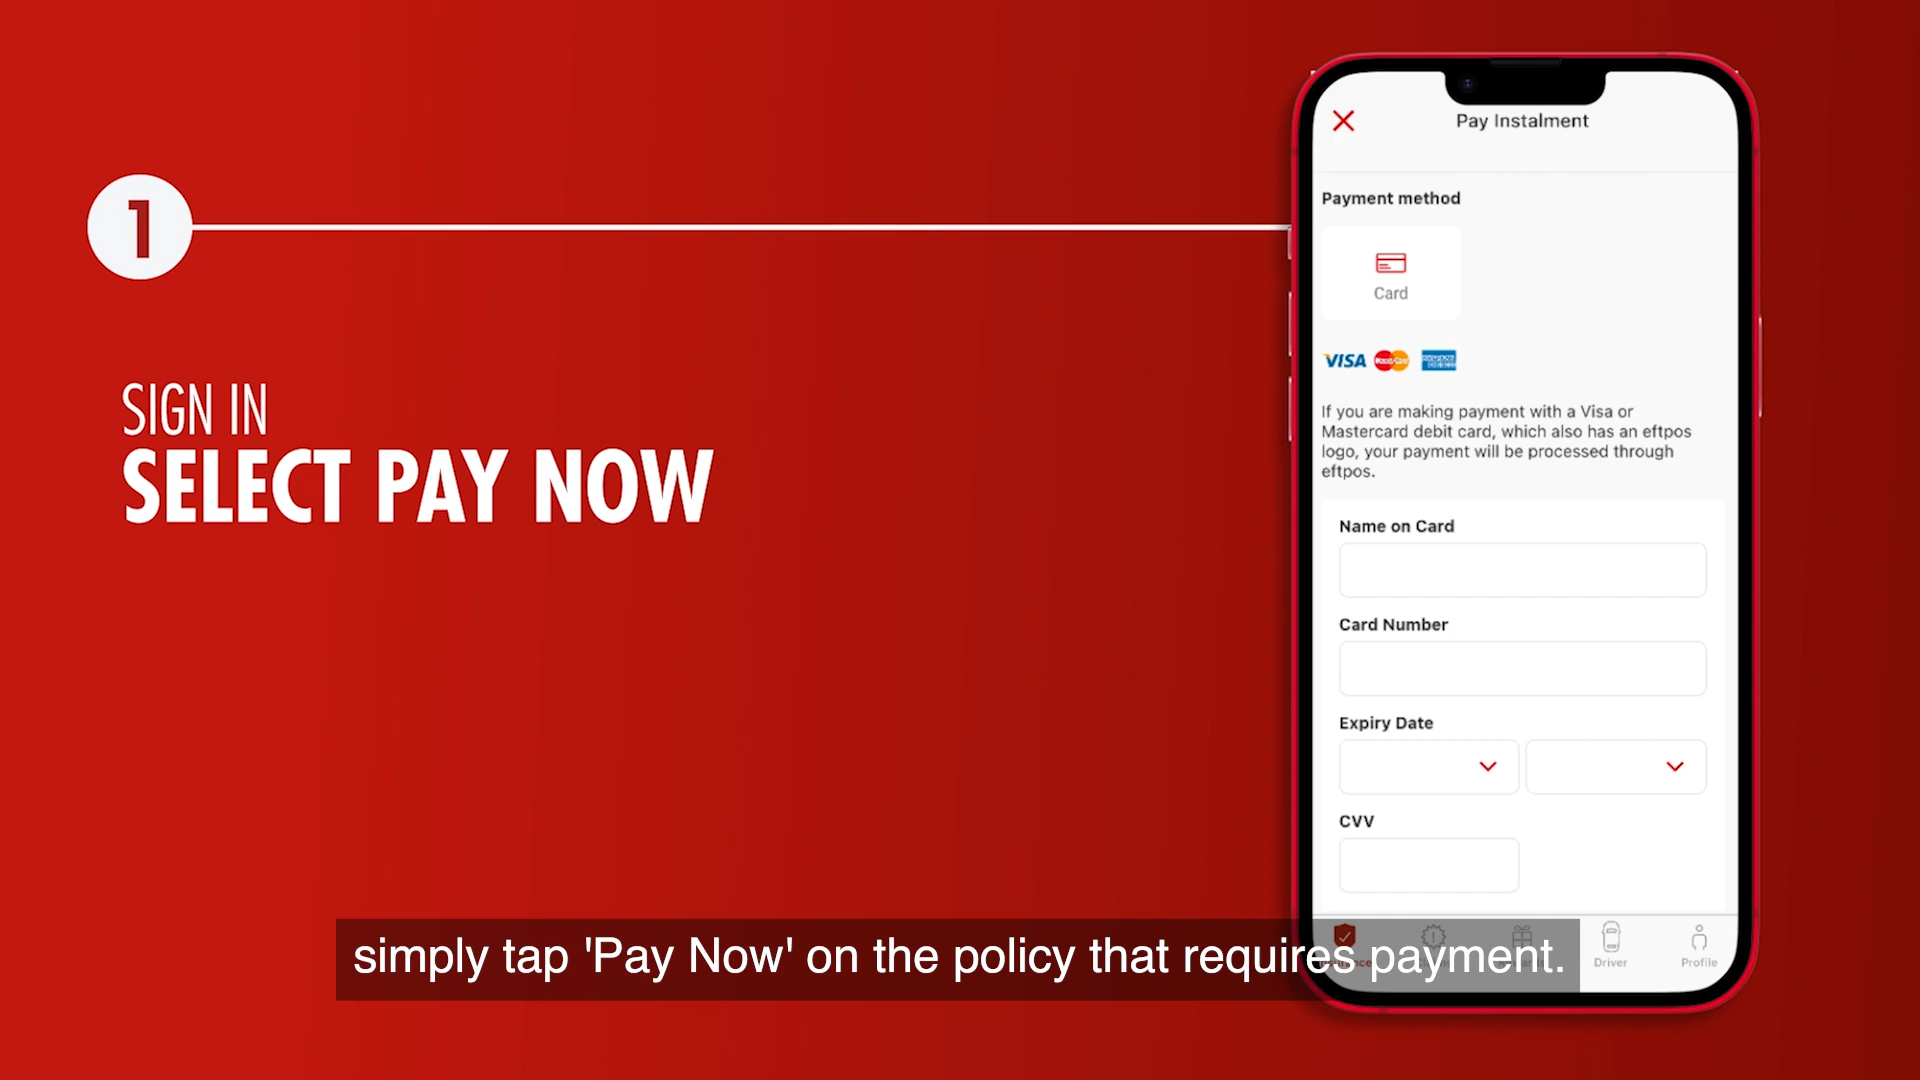 1
SIGN IN
SELECT PAY NOW
Pay Instalment
Payment method
Card
VISA MasterCard
If you are making payment with a Visa or
Mastercard debit card, which also has an eftpos
logo, your payment will be processed through
eftpos.
Name on Card
Card Number
Expiry Date
CVV
Driver Profile
simply tap 'Pay Now' on the policy that requires payment.